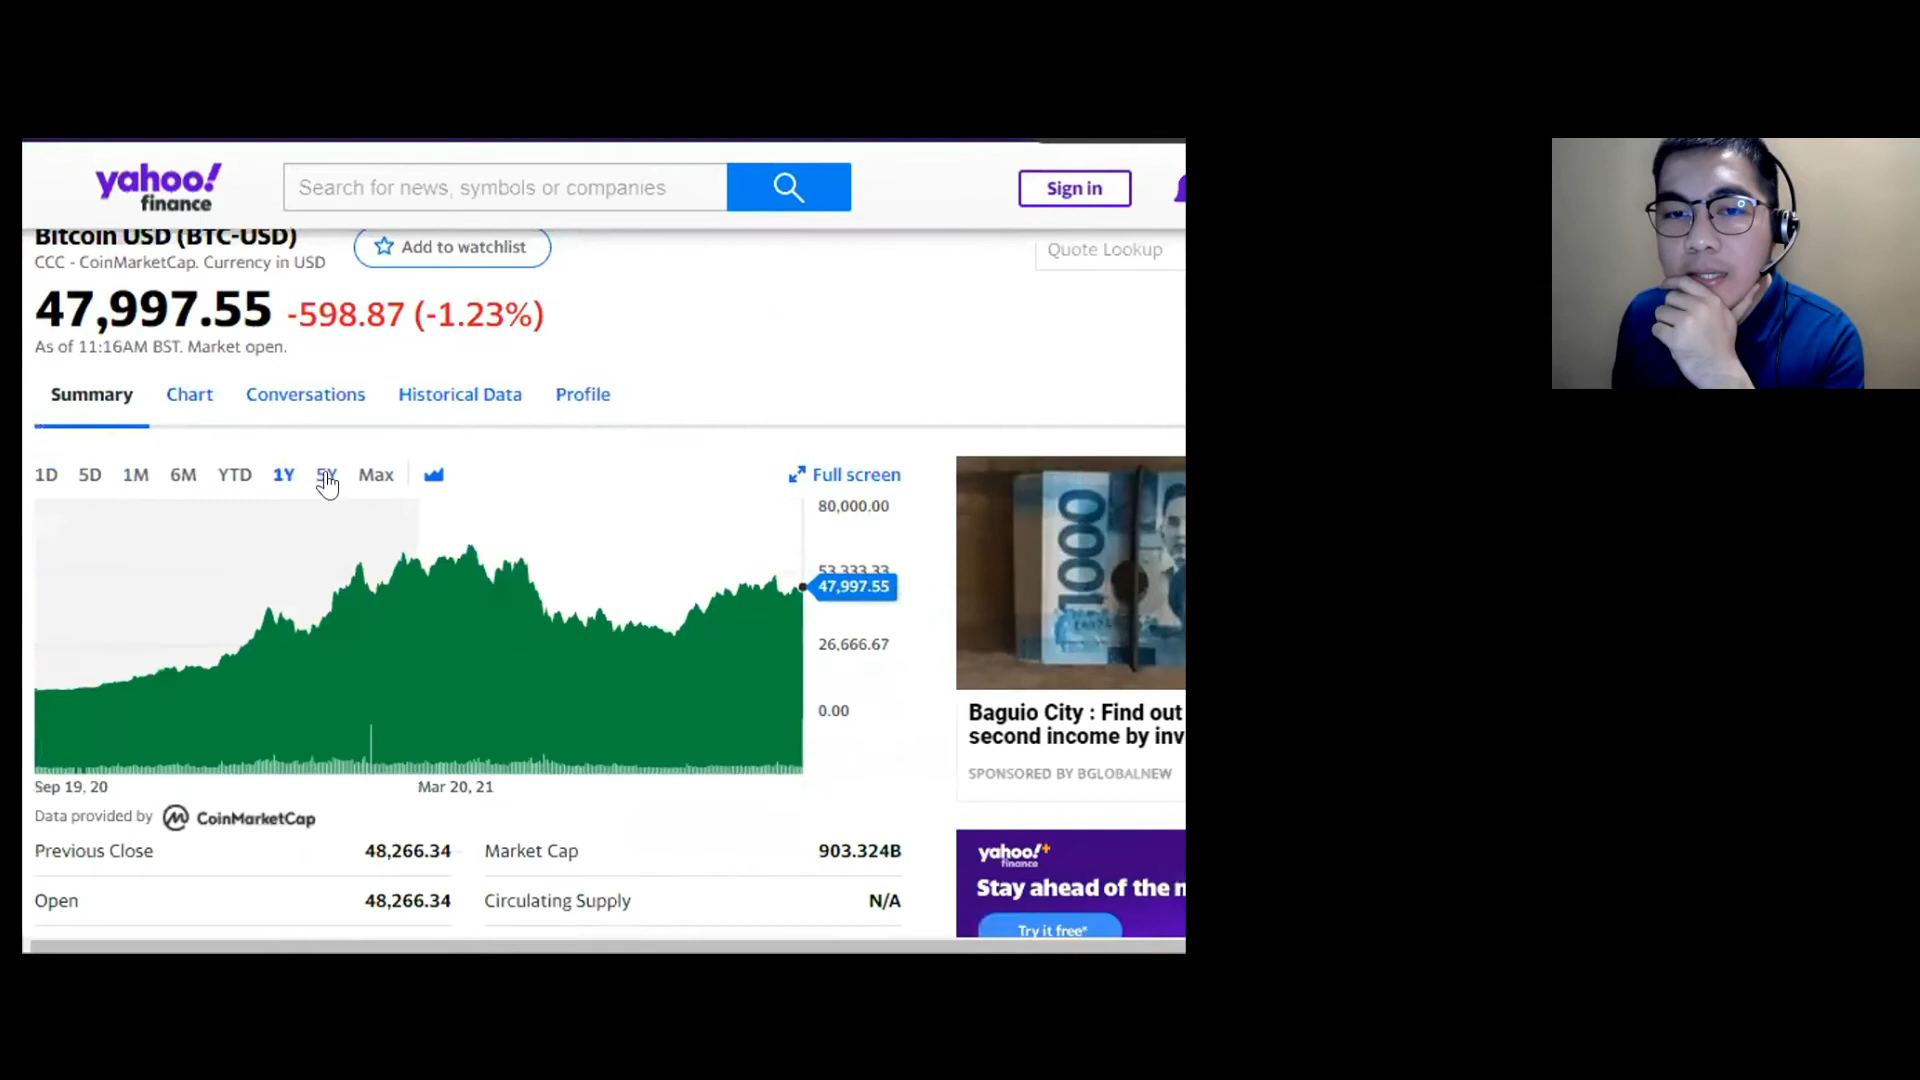 yahoo!
finance
Search for news, symbols or companies
Sign in
Bitcoin USD (BTC-USD)
Add to watchlist
CCC - CoinMarketCap. Currency in USD
Quote Lookup
47,997.55 -598.87 (-1.23%)
As of 11:16AM BST. Market open.
Summary Chart Conversations Historical Data Profile
1D 5D 1M 6M YTD 1Y 5Y Max
Full screen
80,000.00
53,333.33
47,997.55
26,666.67
0.00
Sep 19, 20 Mar 20, 21
Data provided by CoinMarketCap
Previous Close 48,266.34
Market Cap 903.324B
Open 48,266.34
Circulating Supply N/A
1000
Baguio City : Find out
second income by inv
SPONSORED BY BGLOBALNEW
yahoo!+
finance
Stay ahead of the n
Try it free*